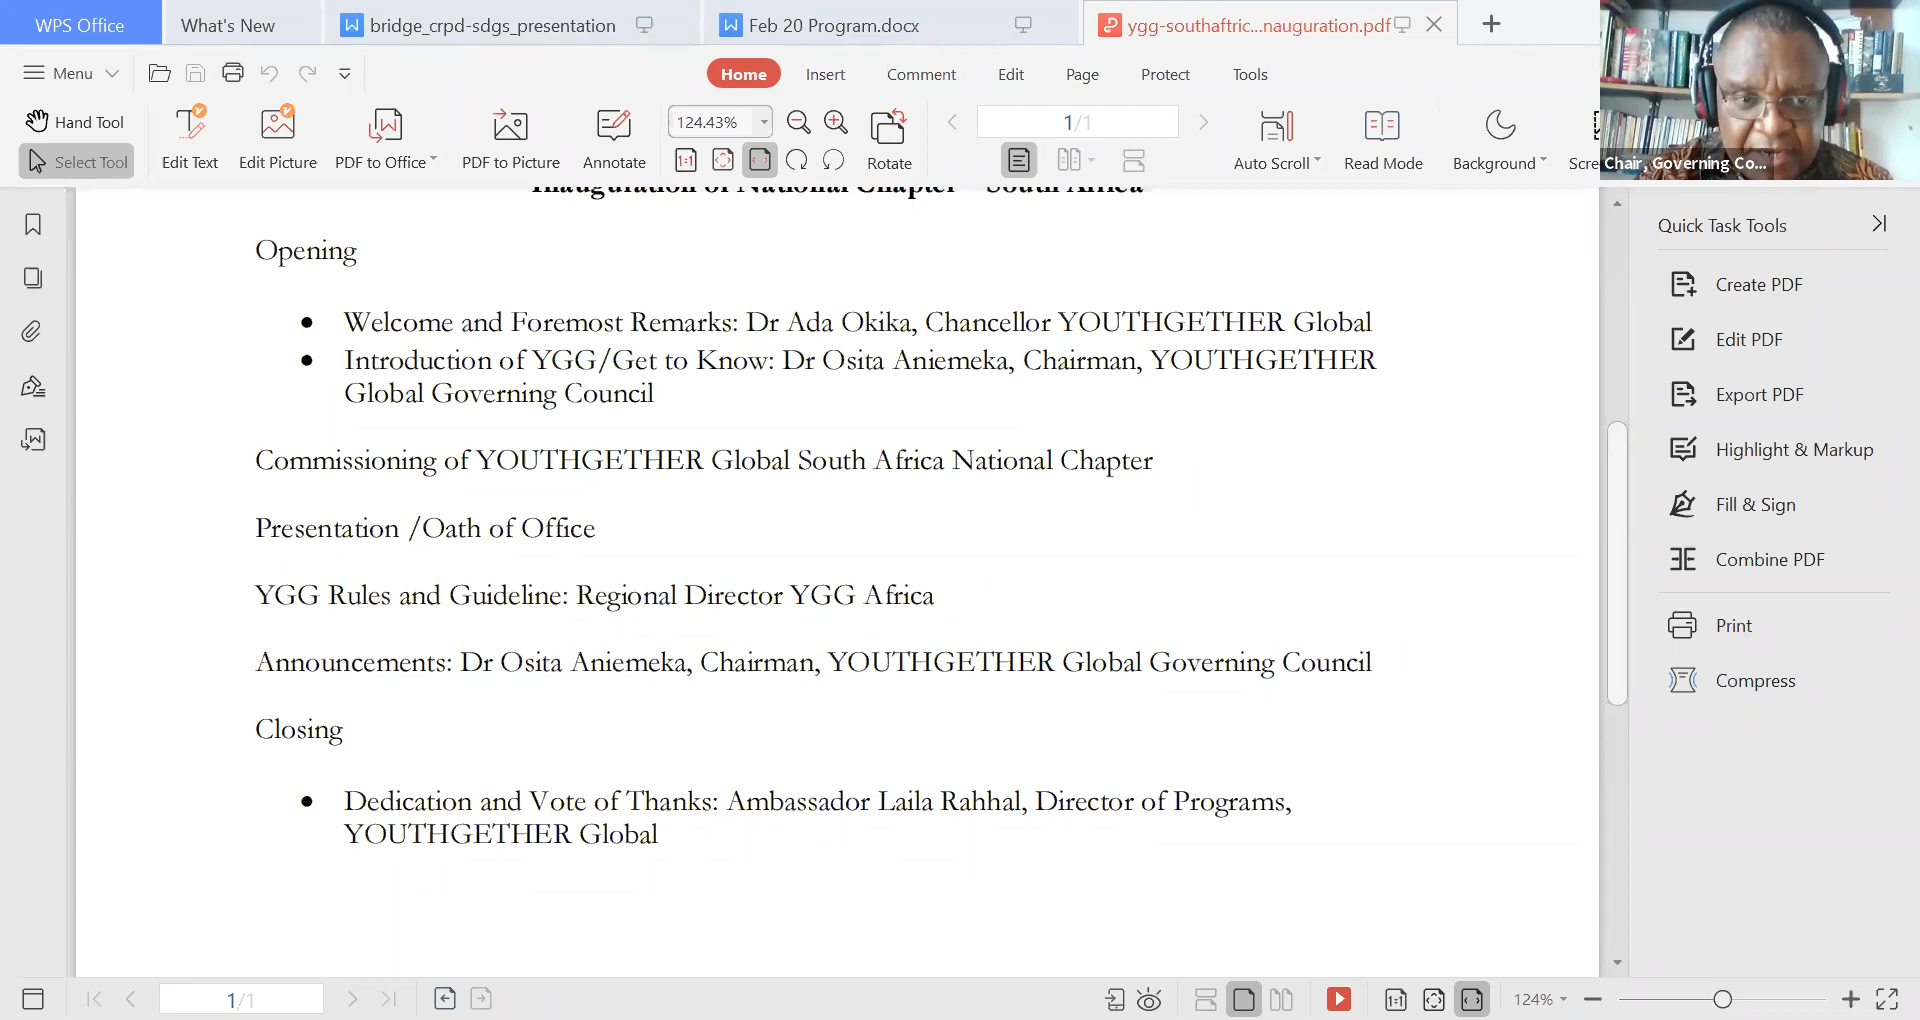 WPS Office What's New bridge_crpd-sdgs_presentation Feb 20 Program.docx ygg-southaftric...nauguration.pdf
Menu Home Insert Comment Edit Page Protect Tools
Hand Tool 124.43% 1/1
Select Tool Edit Text Edit Picture PDF to Office PDF to Picture Annotate Rotate Auto Scroll Read Mode Background Scre
Chair, Governing Co...
Inauguration of National Chapter – South Africa
Opening
• Welcome and Foremost Remarks: Dr Ada Okika, Chancellor YOUTHGETHER Global
• Introduction of YGG/Get to Know: Dr Osita Aniemeka, Chairman, YOUTHGETHER
Global Governing Council
Commissioning of YOUTHGETHER Global South Africa National Chapter
Presentation /Oath of Office
YGG Rules and Guideline: Regional Director YGG Africa
Announcements: Dr Osita Aniemeka, Chairman, YOUTHGETHER Global Governing Council
Closing
• Dedication and Vote of Thanks: Ambassador Laila Rahhal, Director of Programs,
YOUTHGETHER Global
Quick Task Tools
Create PDF
Edit PDF
Export PDF
Highlight & Markup
Fill & Sign
Combine PDF
Print
Compress
1/1 124%